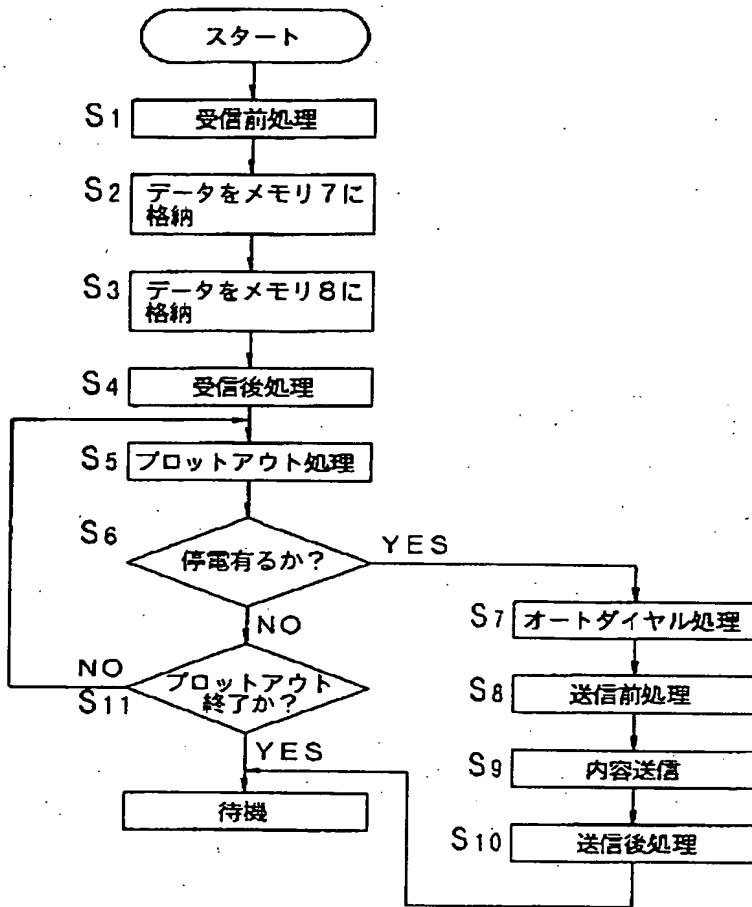 スタート
S1 受信前処理
S2 データをメモリ7に
格納
S3 データをメモリ8に
格納
S4 受信後処理
S5 プロットアウト処理
S6 停電有るか?
YES
NO
S7 オートダイヤル処理
S8 送信前処理
S9 内容送信
S10 送信後処理
NO
S11 プロットアウト
終了か?
YES
待機